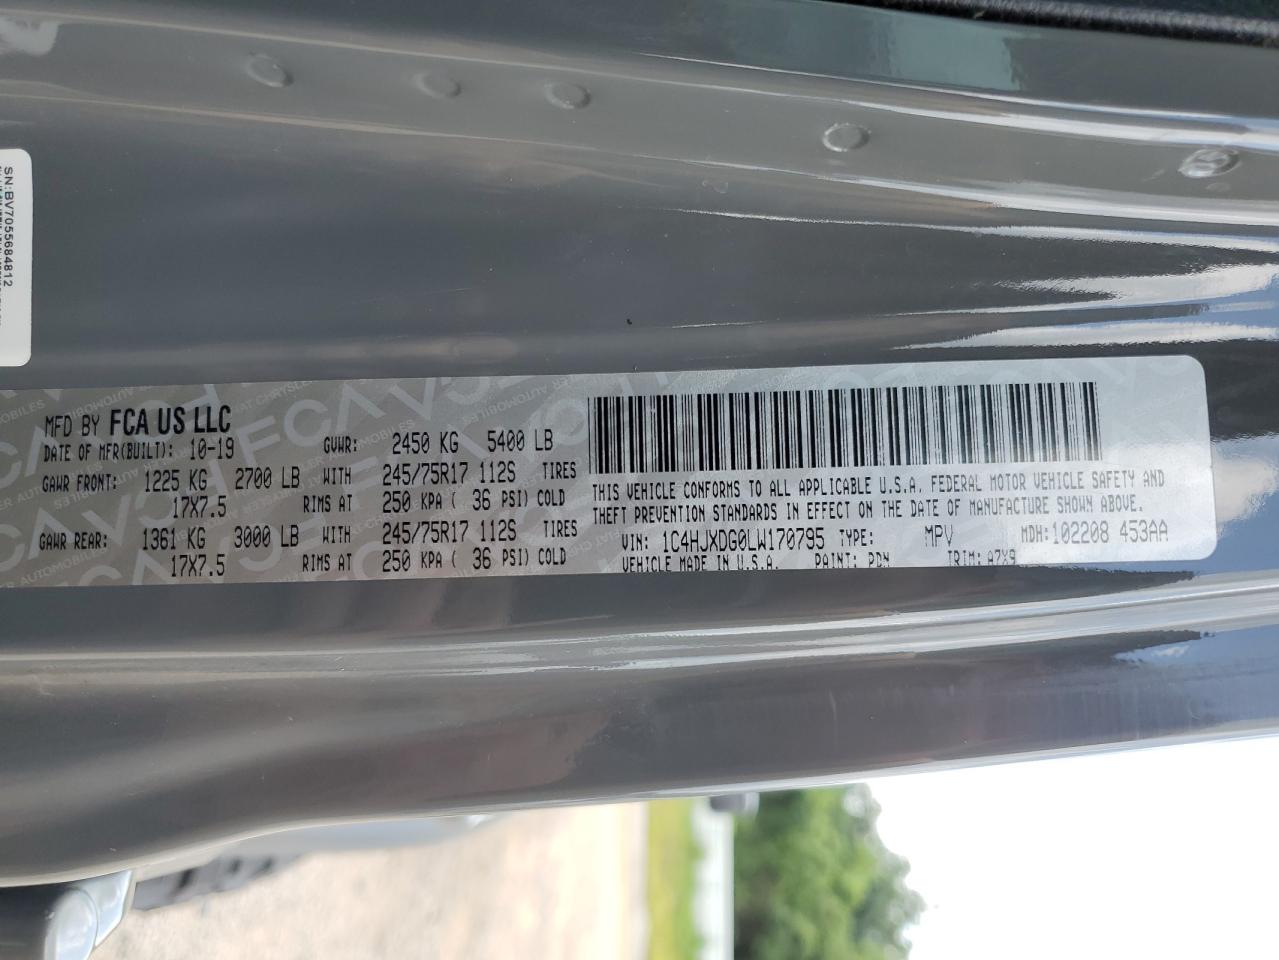 SN:BV7055684812
MFD BY FCA US LLC
DATE OF MFR(BUILT): 10-19 GVWR: 2450 KG 5400 LB
GAWR FRONT: 1225 KG 2700 LB WITH 245/75R17 112S TIRES
17X7.5 RIMS AT 250 KPA ( 36 PSI) COLD
GAWR REAR: 1361 KG 3000 LB WITH 245/75R17 112S TIRES
17X7.5 RIMS AT 250 KPA ( 36 PSI) COLD
THIS VEHICLE CONFORMS TO ALL APPLICABLE U.S.A. FEDERAL MOTOR VEHICLE SAFETY AND
THEFT PREVENTION STANDARDS IN EFFECT ON THE DATE OF MANUFACTURE SHOWN ABOVE.
VIN: 1C4HJXDG0LW170795 TYPE: MPV MDH: 102208 453AA
VEHICLE MADE IN U.S.A. PAINT: PDN TRIM: A7X9